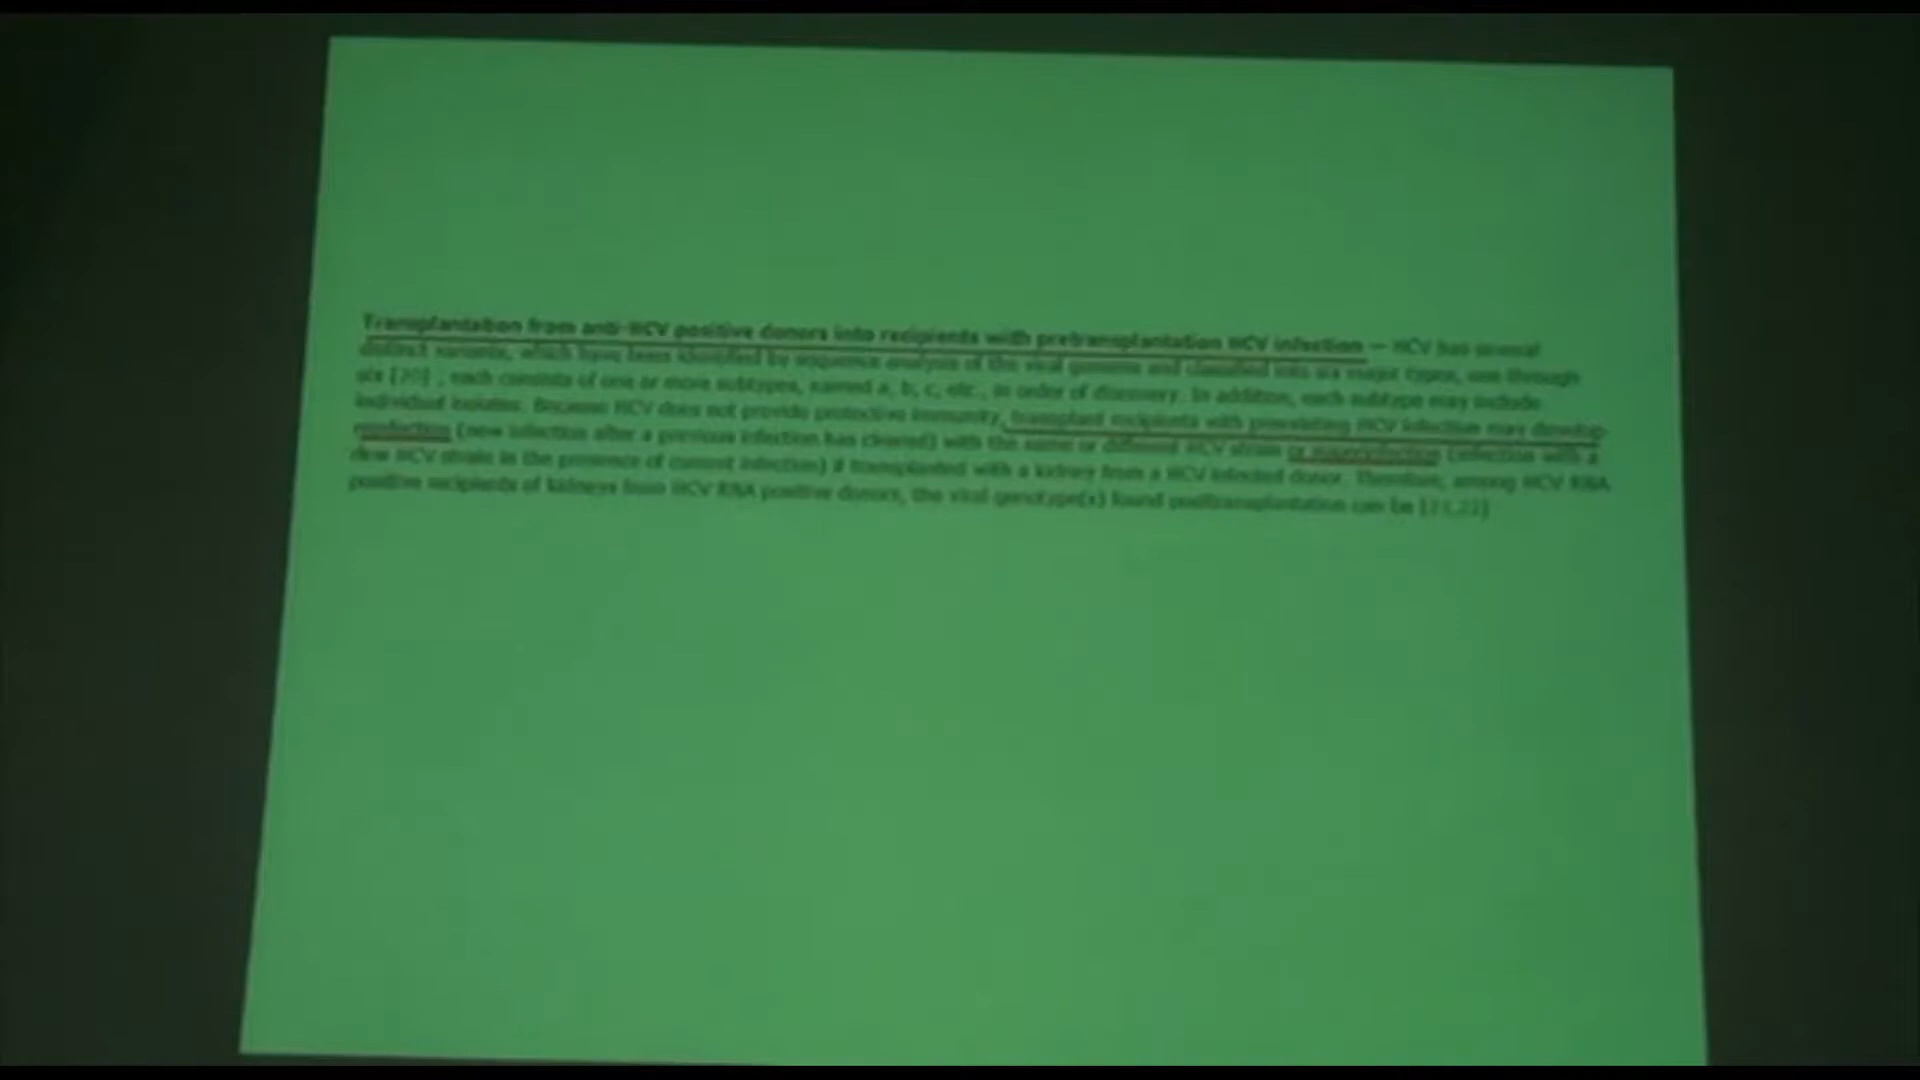 Transplantation from anti-HCV positive donors into recipients with pretransplantation HCV infection — HCV has several
distinct variants, which have been identified by sequence analysis of the viral genome and classified into six major types, one through
six [20] , each consists of one or more subtypes, named a, b, c, etc., in order of discovery. In addition, each subtype may include
individual isolates. Because HCV does not provide protective immunity, transplant recipients with preexisting HCV infection may develop
reinfection (new infection after a previous infection has cleared) with the same or different HCV strain or superinfection (infection with a
new HCV strain in the presence of current infection) if transplanted with a kidney from a HCV infected donor. Therefore, among HCV RNA
positive recipients of kidneys from HCV RNA positive donors, the viral genotype(s) found posttransplantation can be [21,22]